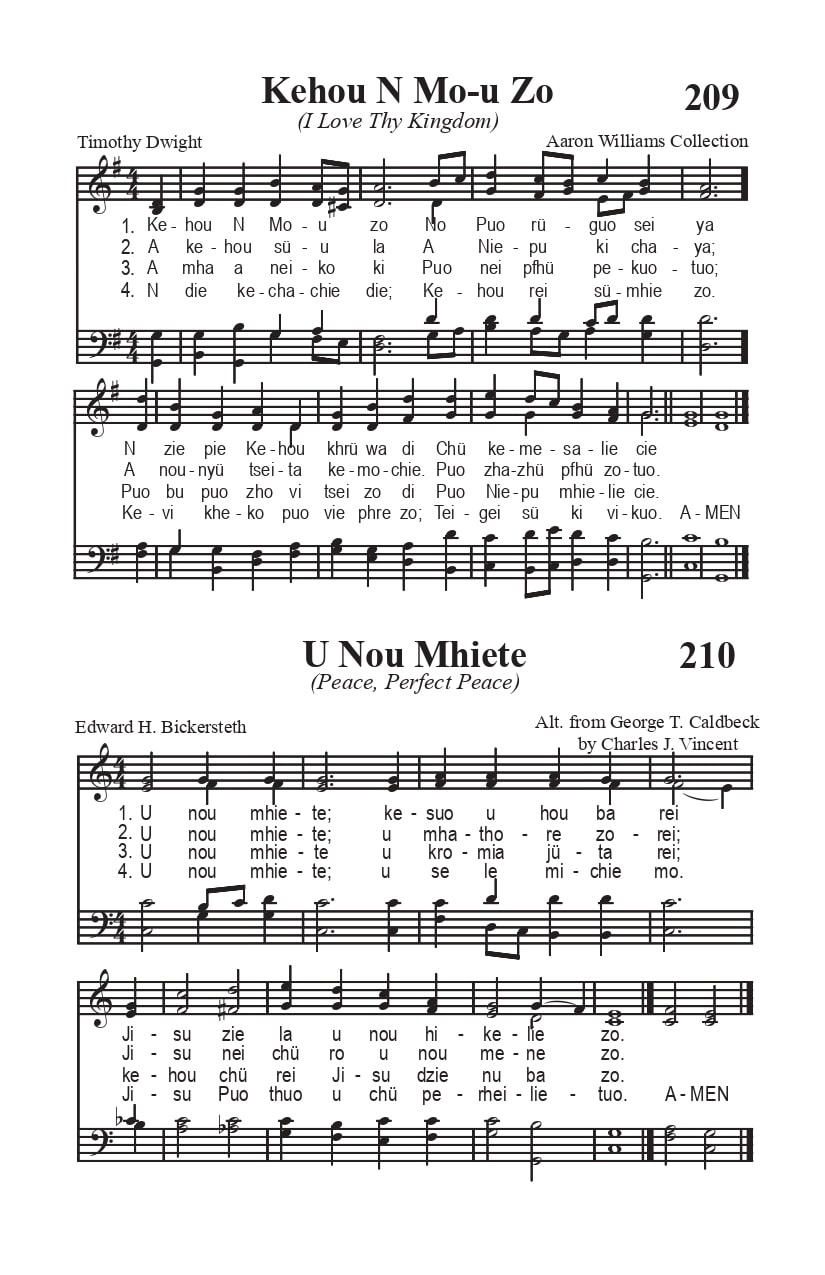 Kehou N Mo-u Zo 209
(I Love Thy Kingdom)
Timothy Dwight Aaron Williams Collection
1. Ke - hou N Mo - u zo No Puo rü - guo sei ya
2. A ke - hou sü - u la A Nie - pu ki cha - ya;
3. A mha a nei - ko ki Puo nei pfhü pe - kuo - tuo;
4. N die ke - cha - chie die; Ke - hou rei sü - mhie zo.
N zie pie Ke - hou khrü wa di Chü ke - me - sa - lie cie
A nou - nyü tsei - ta ke - mo - chie. Puo zha - zhü pfhü zo - tuo.
Puo bu puo zho vi tsei zo di Puo Nie - pu mhie - lie cie.
Ke - vi khe - ko puo vie phre zo; Tei - gei sü ki vi - kuo. A - MEN
U Nou Mhiete 210
(Peace, Perfect Peace)
Edward H. Bickersteth Alt. from George T. Caldbeck
by Charles J. Vincent
1. U nou mhie - te; ke - suo u hou ba rei
2. U nou mhie - te; u mha - tho - re zo - rei;
3. U nou mhie - te u kro - mia jü - ta rei;
4. U nou mhie - te; u se le mi - chie mo.
Ji - su zie la u nou hi - ke - lie zo.
Ji - su nei chü ro u nou me - ne zo.
ke - hou chü rei Ji - su dzie nu ba zo.
Ji - su Puo thuo u chü pe - rhei - lie - tuo. A - MEN